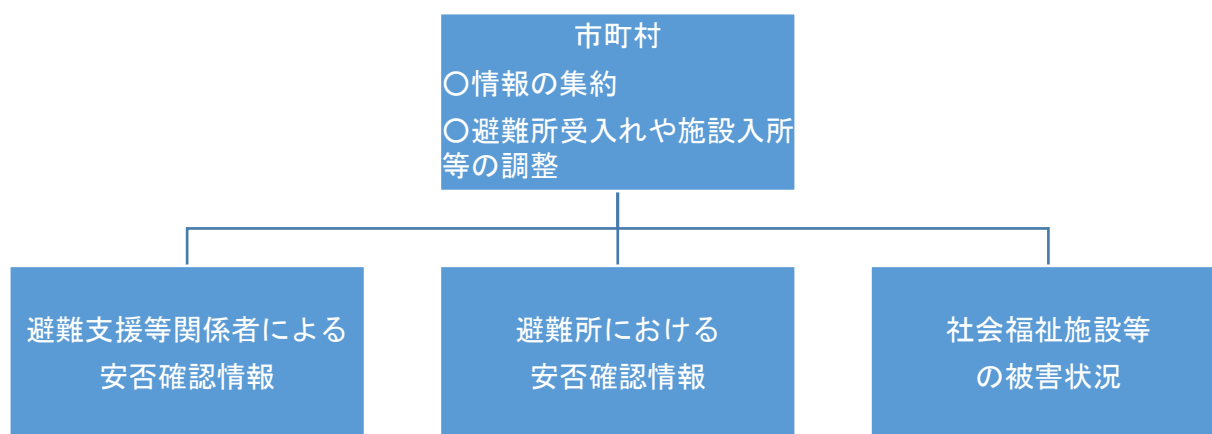 市町村
〇情報の集約
〇避難所受入れや施設入所
等の調整
避難支援等関係者による
安否確認情報
避難所における
安否確認情報
社会福祉施設等
の被害状況